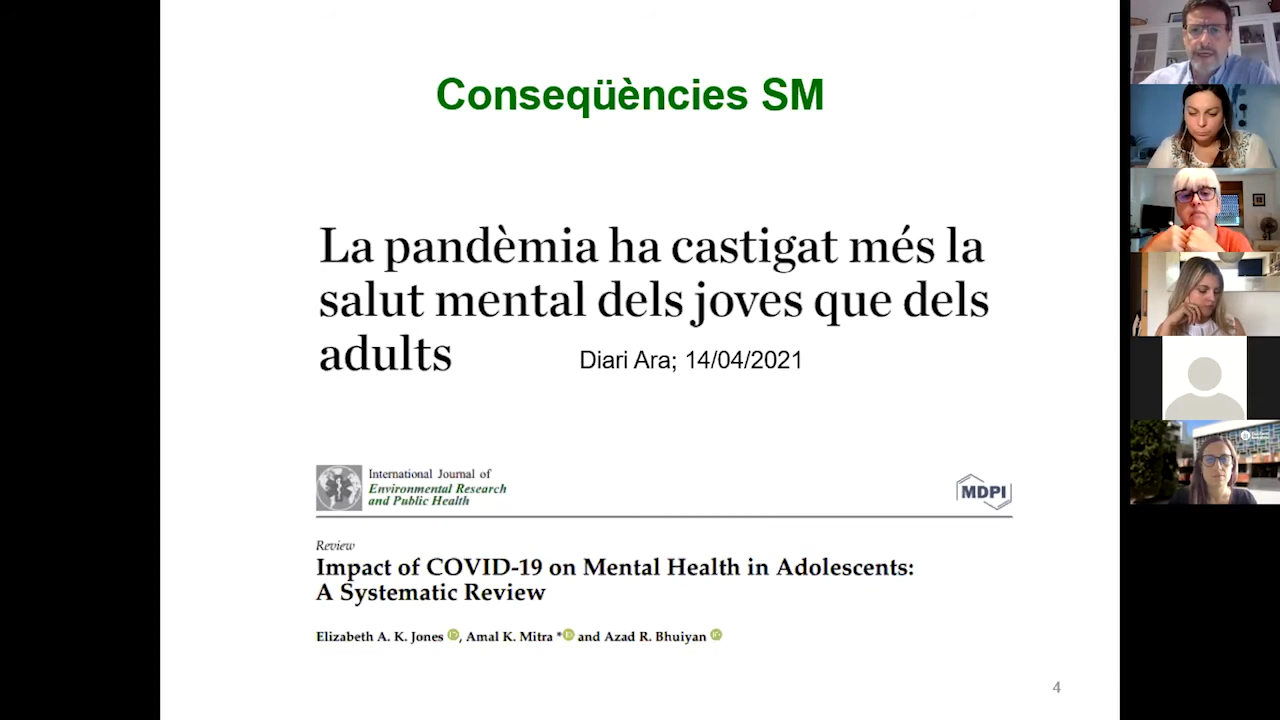 Conseqüències SM
La pandèmia ha castigat més la
salut mental dels joves que dels
adults
Diari Ara; 14/04/2021
International Journal of
Environmental Research
and Public Health
MDPI
Review
Impact of COVID-19 on Mental Health in Adolescents:
A Systematic Review
Elizabeth A. K. Jones, Amal K. Mitra * and Azad R. Bhuiyan
4